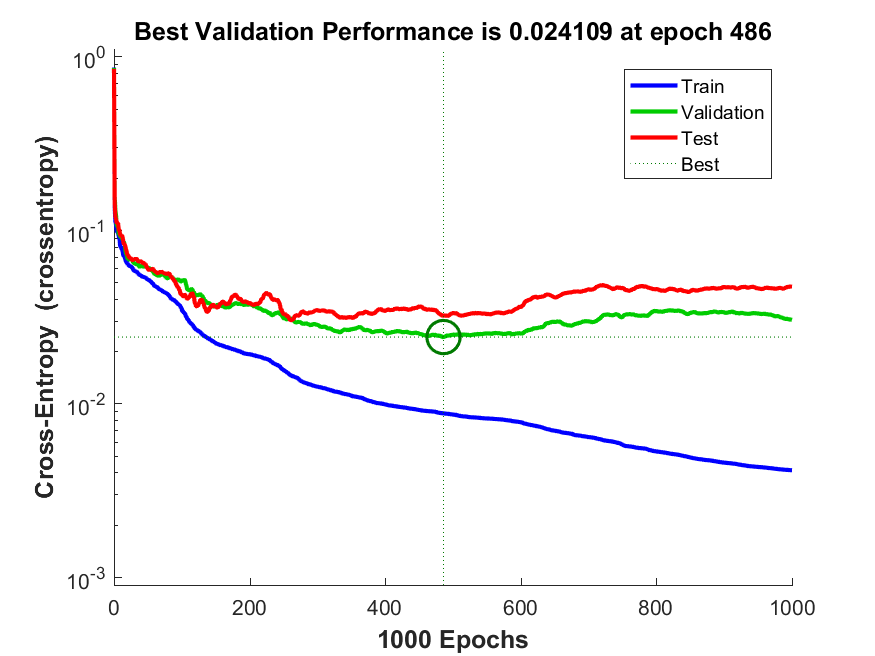 Best Validation Performance is 0.024109 at epoch 486
Cross-Entropy (crossentropy)
10^0
10^-1
10^-2
10^-3
Train
Validation
Test
Best
0 200 400 600 800 1000
1000 Epochs